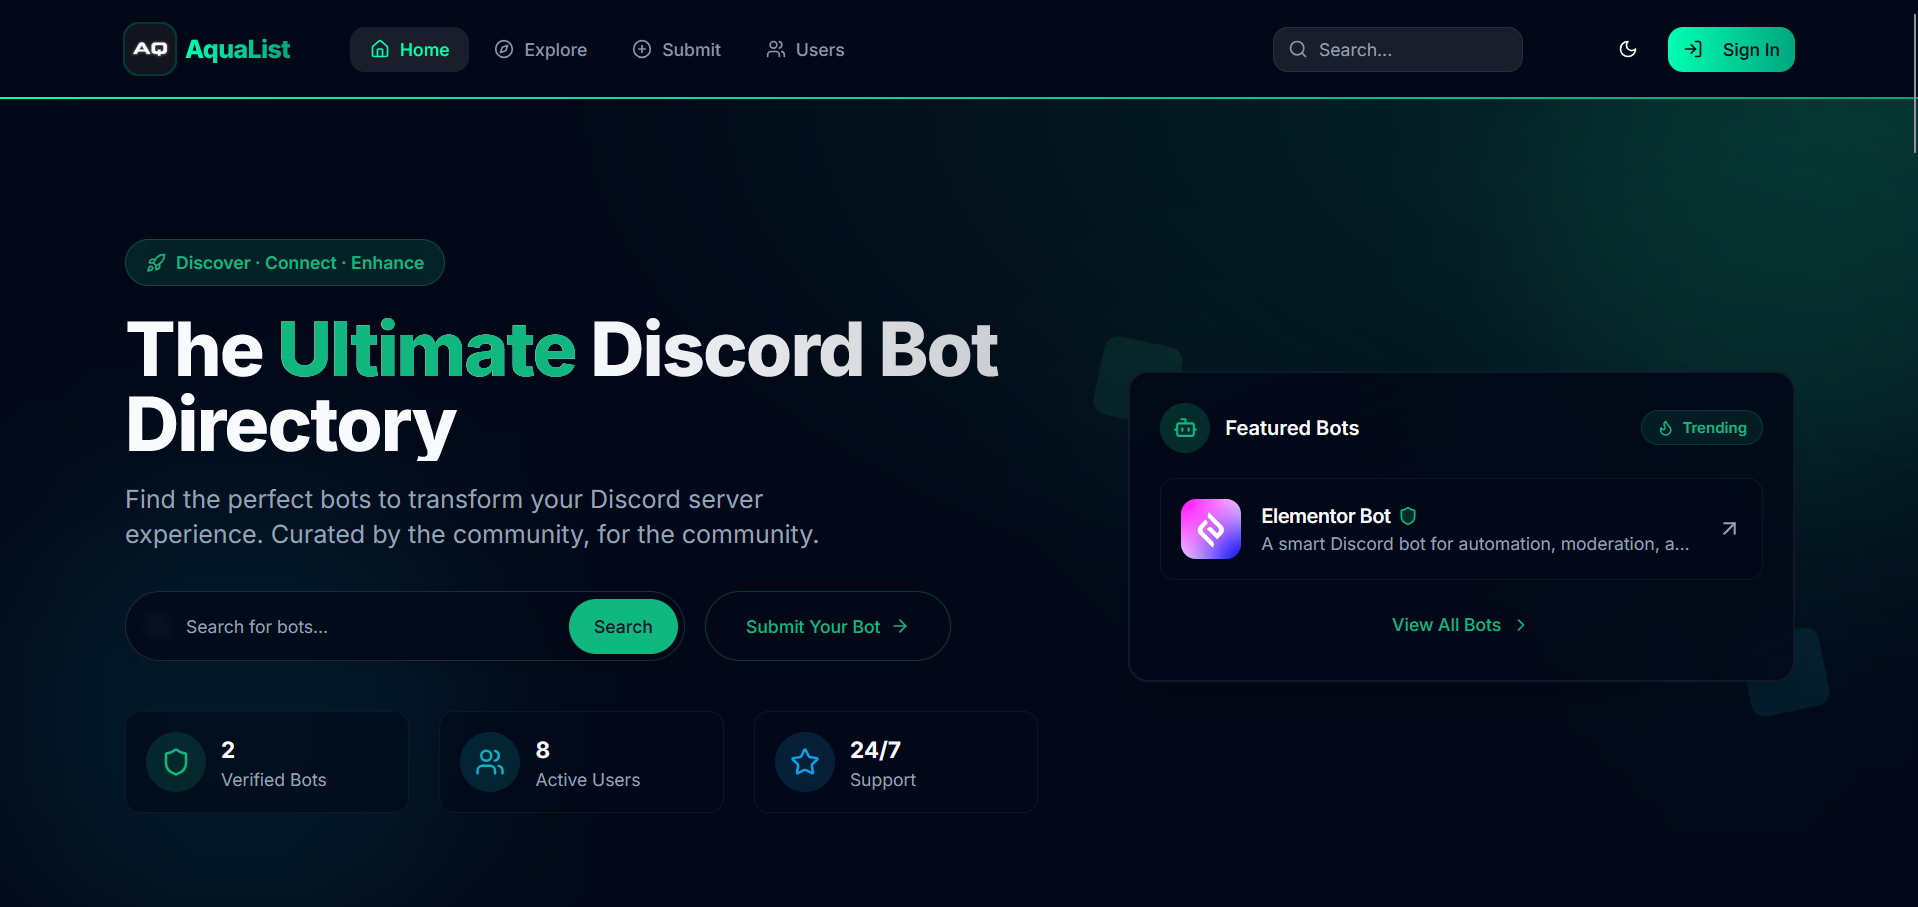 AQ AquaList Home Explore Submit Users Search... Sign In
Discover · Connect · Enhance
The Ultimate Discord Bot
Directory
Find the perfect bots to transform your Discord server
experience. Curated by the community, for the community.
Search for bots... Search Submit Your Bot
2
Verified Bots
8
Active Users
24/7
Support
Featured Bots Trending
Elementor Bot
A smart Discord bot for automation, moderation, a...
View All Bots